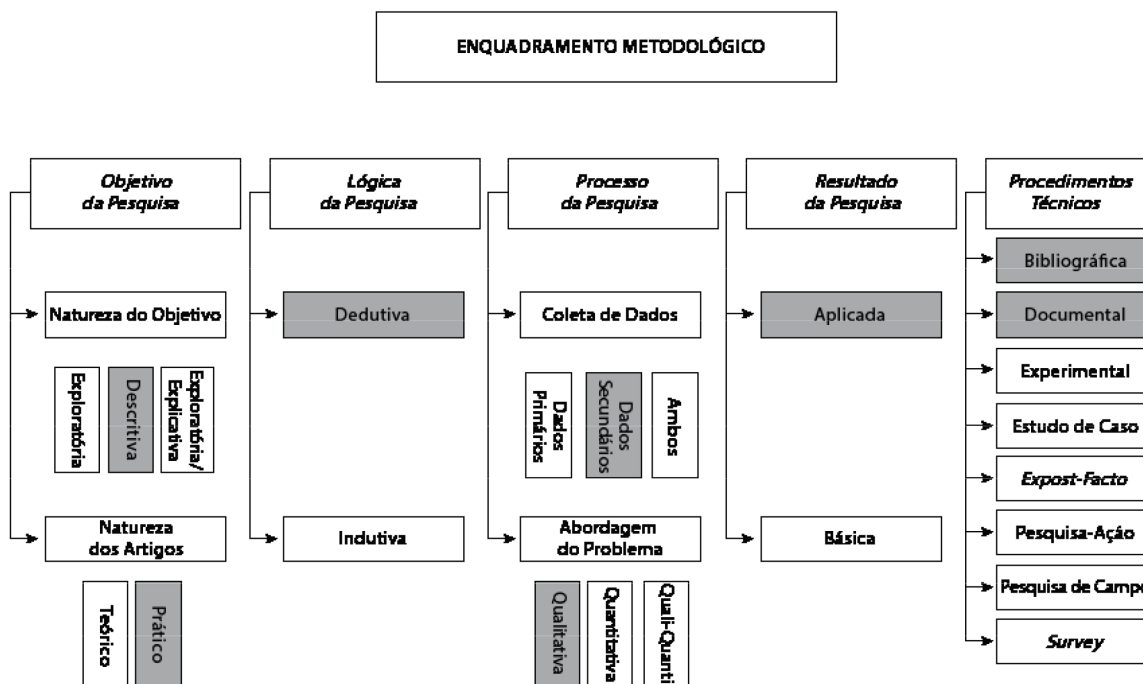 ENQUADRAMENTO METODOLÓGICO
Objetivo
da Pesquisa
Natureza do Objetivo
Exploratória
Descritiva
Exploratória/
Explicativa
Natureza
dos Artigos
Teórico
Prático
Lógica
da Pesquisa
Dedutiva
Indutiva
Processo
da Pesquisa
Coleta de Dados
Dados
Primários
Dados
Secundários
Ambos
Abordagem
do Problema
Qualitativa
Quantitativa
Quali-Quanti
Resultado
da Pesquisa
Aplicada
Básica
Procedimentos
Técnicos
Bibliográfica
Documental
Experimental
Estudo de Caso
Expost-Facto
Pesquisa-Ação
Pesquisa de Campo
Survey